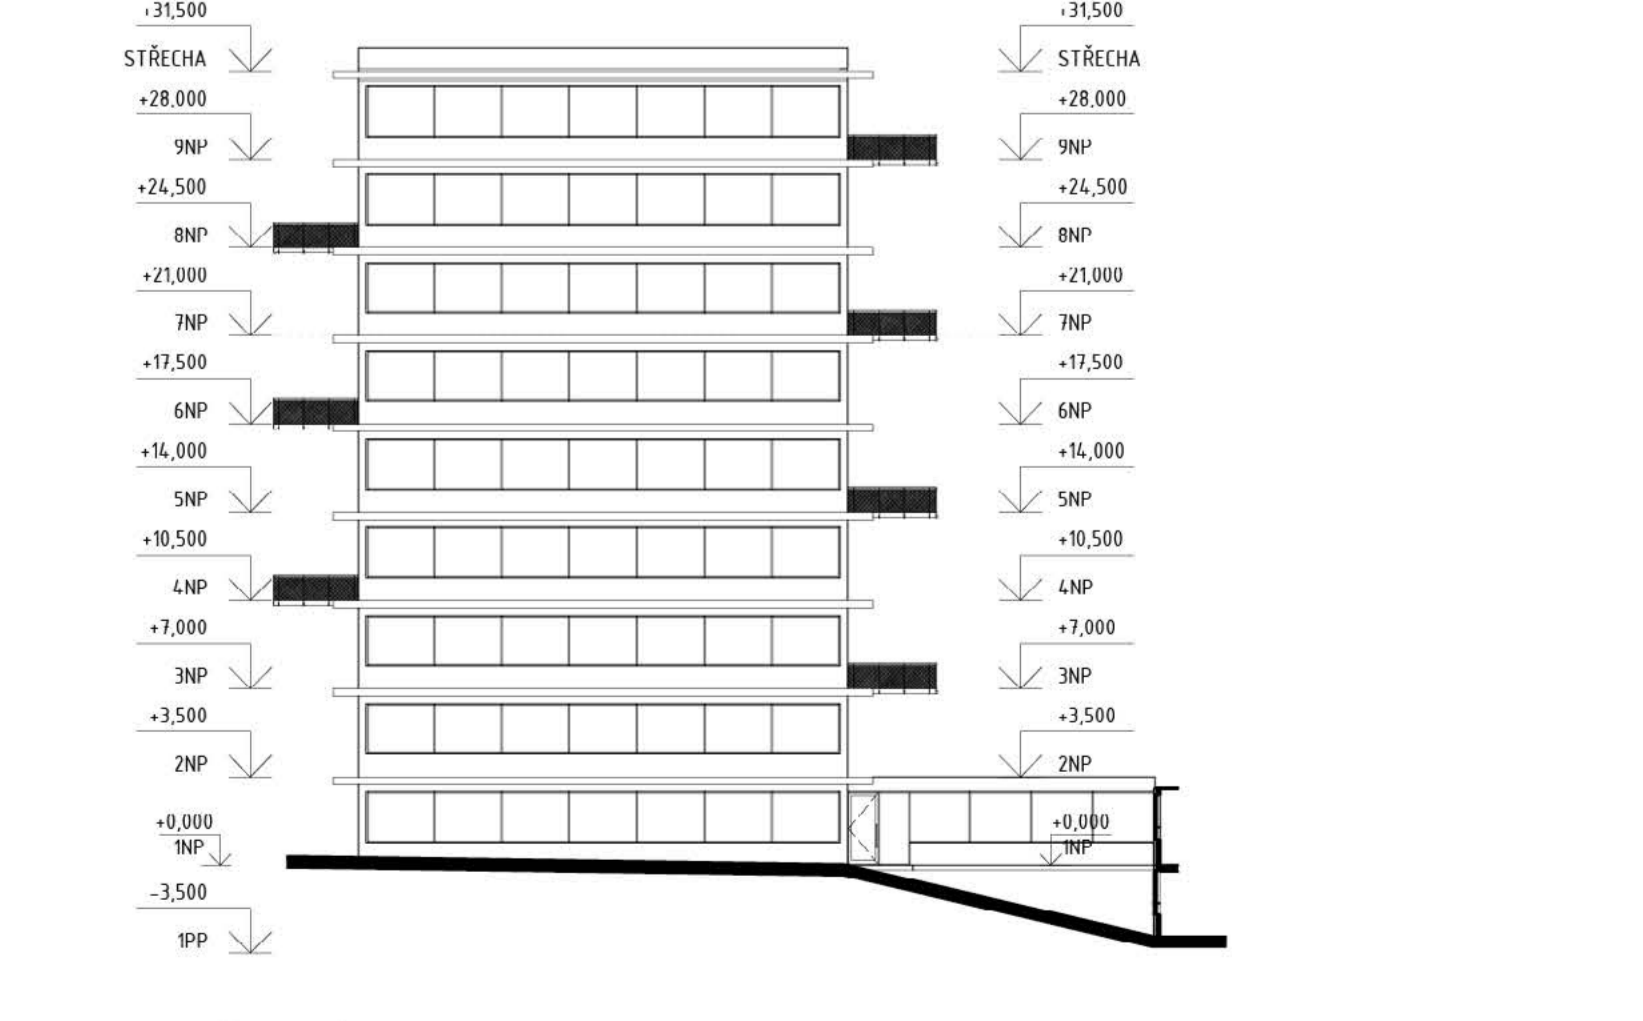 +31,500 +31,500
STŘECHA STŘECHA
+28,000 +28,000
9NP 9NP
+24,500 +24,500
8NP 8NP
+21,000 +21,000
7NP 7NP
+17,500 +17,500
6NP 6NP
+14,000 +14,000
5NP 5NP
+10,500 +10,500
4NP 4NP
+7,000 +7,000
3NP 3NP
+3,500 +3,500
2NP 2NP
+0,000 +0,000
1NP 1NP
-3,500
1PP